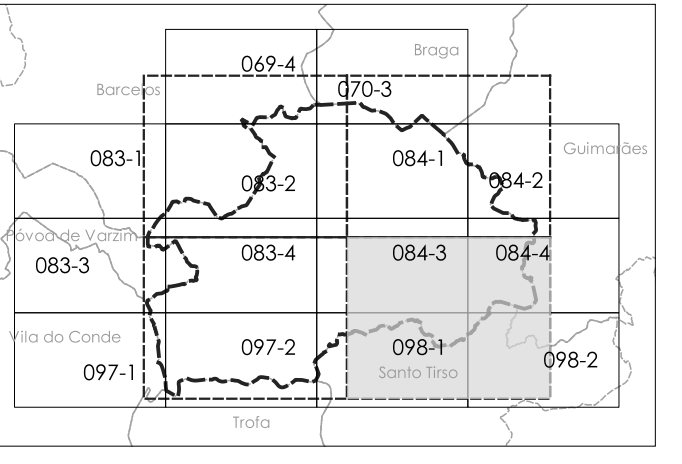 Braga
069-4
Barcelos
070-3
Guimarães
083-1
084-1
083-2
084-2
Póvoa de Varzim
083-4
084-3
084-4
083-3
Vila do Conde
097-2
098-1
098-2
097-1
Santo Tirso
Trofa